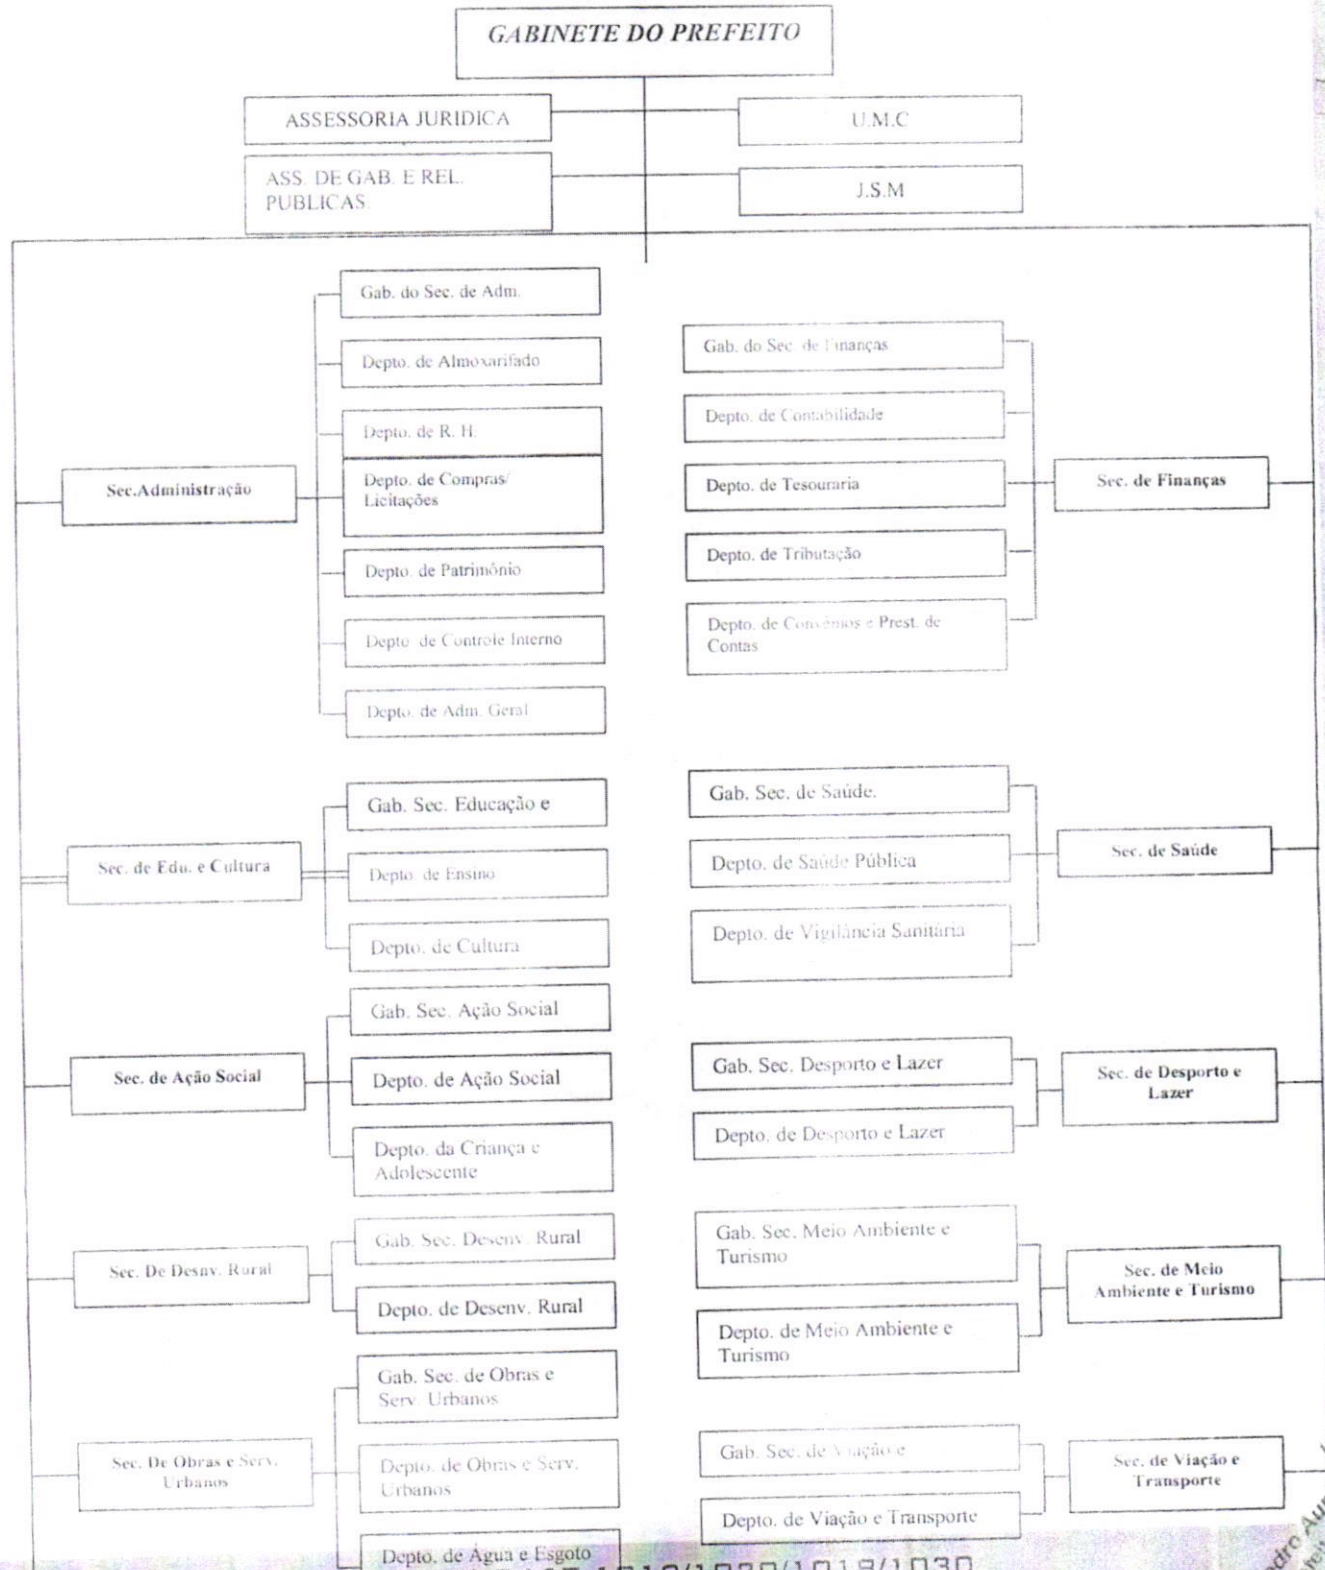 GABINETE DO PREFEITO
ASSESSORIA JURIDICA
U.M.C
ASS. DE GAB. E REL.
PUBLICAS.
J.S.M
Sec.Administração
Gab. do Sec. de Adm.
Depto. de Almoxarifado
Depto. de R. H.
Depto. de Compras/
Licitações
Depto. de Patrimônio
Depto. de Controle Interno
Depto. de Adm. Geral
Gab. do Sec. de Finanças
Depto. de Contabilidade
Depto. de Tesouraria
Depto. de Tributação
Depto. de Convênios e Prest. de
Contas
Sec. de Finanças
Sec. de Edu. e Cultura
Gab. Sec. Educação e
Depto. de Ensino
Depto. de Cultura
Gab. Sec. de Saúde.
Depto. de Saúde Pública
Depto. de Vigilância Sanitária
Sec. de Saúde
Sec. de Ação Social
Gab. Sec. Ação Social
Depto. de Ação Social
Depto. da Criança e
Adolescente
Gab. Sec. Desporto e Lazer
Depto. de Desporto e Lazer
Sec. de Desporto e
Lazer
Sec. De Desnv. Rural
Gab. Sec. Desenv. Rural
Depto. de Desenv. Rural
Gab. Sec. Meio Ambiente e
Turismo
Depto. de Meio Ambiente e
Turismo
Sec. de Meio
Ambiente e Turismo
Sec. De Obras e Serv.
Urbanos
Gab. Sec. de Obras e
Serv. Urbanos
Depto. de Obras e Serv.
Urbanos
Depto. de Água e Esgoto
Gab. Sec. de Viação e
Depto. de Viação e Transporte
Sec. de Viação e
Transporte
1019/1030